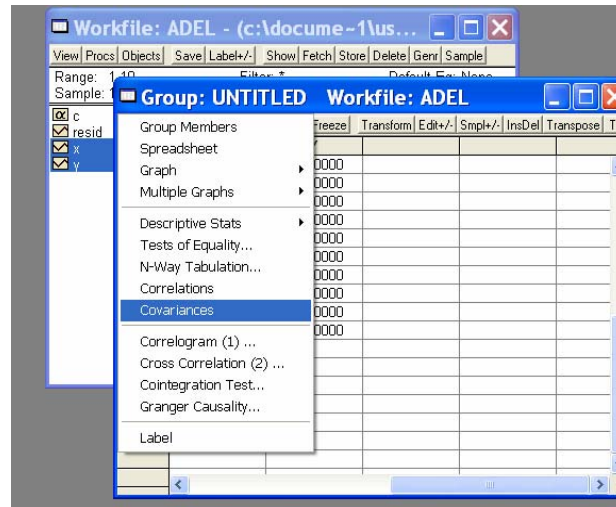 Workfile: ADEL - (c:\docume~1\us...
View Procs Objects Save Label+/- Show Fetch Store Delete Genr Sample
Range: 1 10 Filter: * Default Eq: None
Sample: 1
Group: UNTITLED Workfile: ADEL
c
resid
x
y
Freeze Transform Edit+/- Smpl+/- InsDel Transpose T
Group Members
Spreadsheet
Graph
Multiple Graphs
Descriptive Stats
Tests of Equality...
N-Way Tabulation...
Correlations
Covariances
Correlogram (1) ...
Cross Correlation (2) ...
Cointegration Test...
Granger Causality...
Label
0000
0000
0000
0000
0000
0000
0000
0000
0000
0000